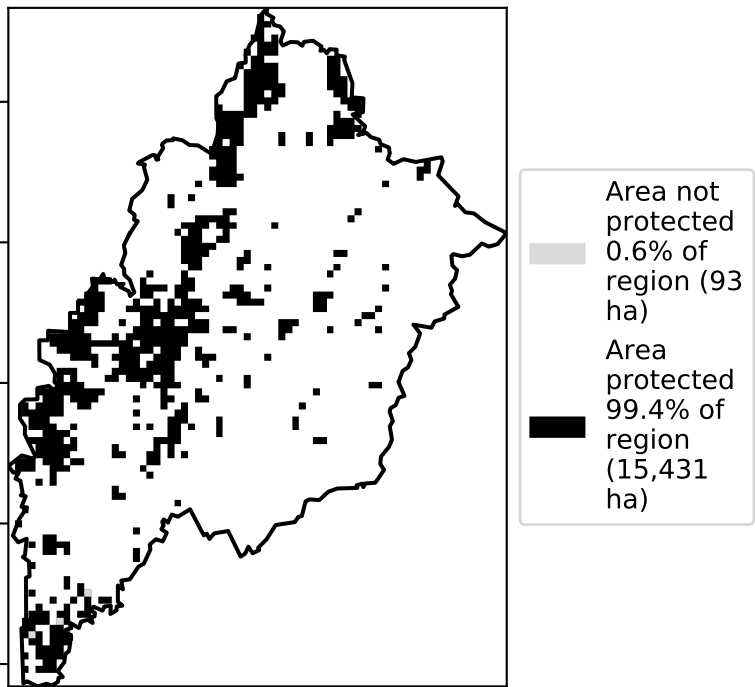 Area not
protected
0.6% of
region (93
ha)
Area
protected
99.4% of
region
(15,431
ha)